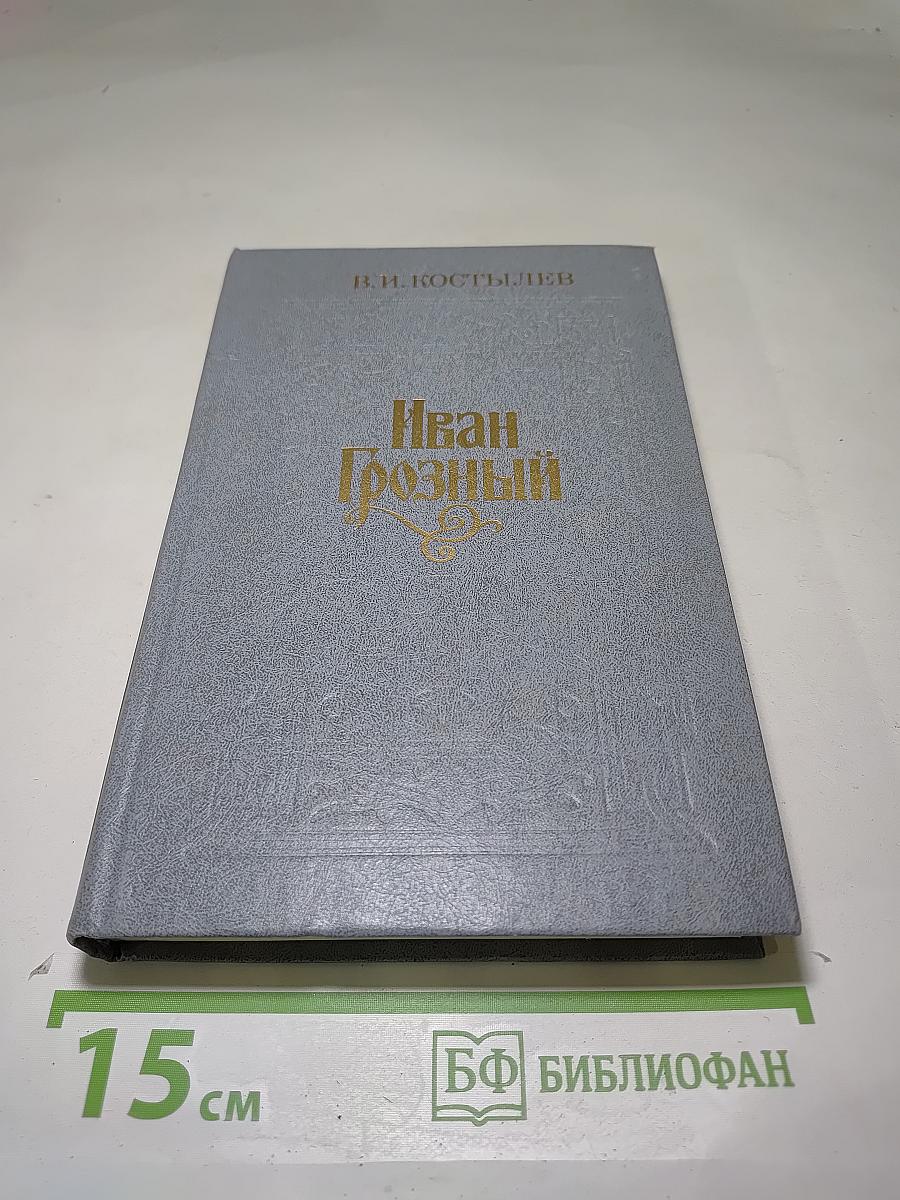 В. И. КОСТЫЛЕВ
Иван
Грозный
15 см
БФ БИБЛИОФАН